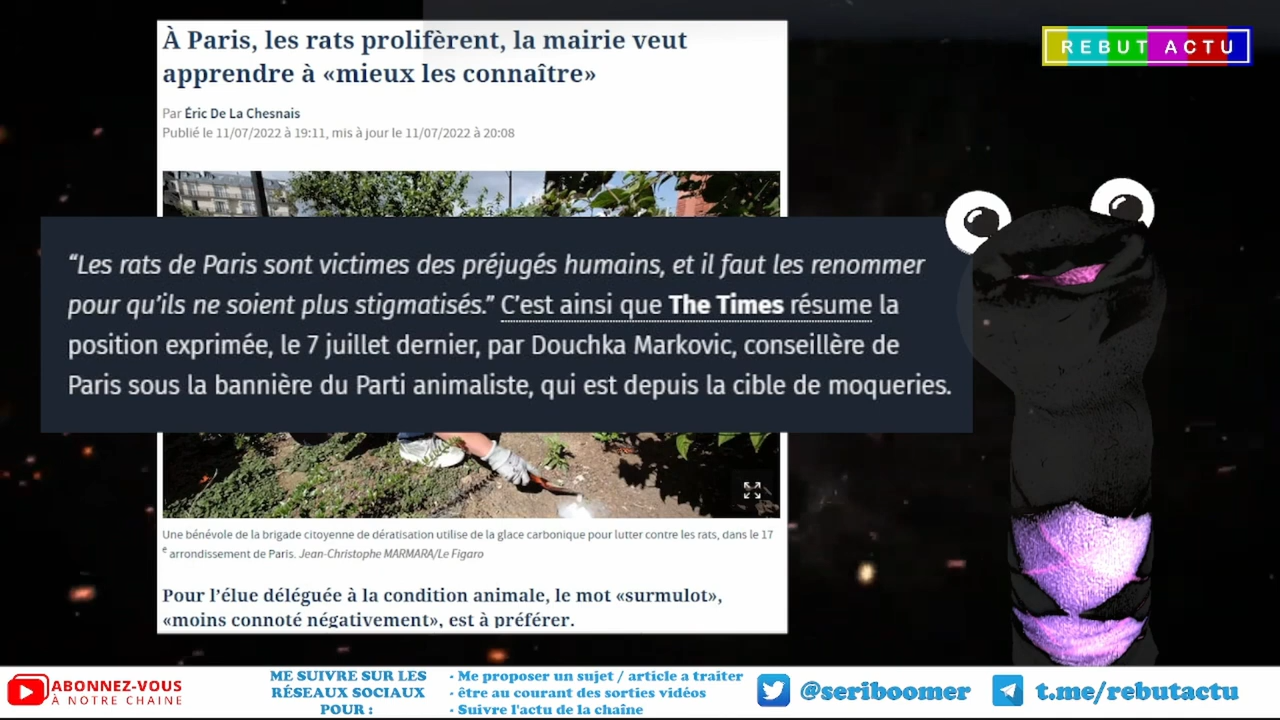 À Paris, les rats prolifèrent, la mairie veut
apprendre à «mieux les connaître»
Par Éric De La Chesnais
Publié le 11/07/2022 à 19:11, mis à jour le 11/07/2022 à 20:08
REBUT ACTU
“Les rats de Paris sont victimes des préjugés humains, et il faut les renommer
pour qu’ils ne soient plus stigmatisés.” C’est ainsi que The Times résume la
position exprimée, le 7 juillet dernier, par Douchka Markovic, conseillère de
Paris sous la bannière du Parti animaliste, qui est depuis la cible de moqueries.
Une bénévole de la brigade citoyenne de dératisation utilise de la glace carbonique pour lutter contre les rats, dans le 17
e arrondissement de Paris. Jean-Christophe MARMARA/Le Figaro
Pour l’élue déléguée à la condition animale, le mot «surmulot»,
«moins connoté négativement», est à préférer.
ABONNEZ-VOUS
À NOTRE CHAINE
ME SUIVRE SUR LES
RÉSEAUX SOCIAUX
POUR :
- Me proposer un sujet / article a traiter
- être au courant des sorties vidéos
- Suivre l'actu de la chaîne
@seriboomer
t.me/rebutactu